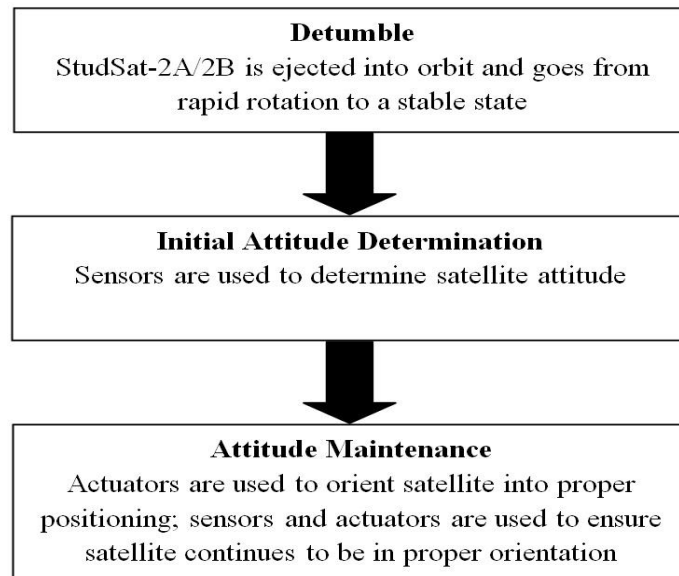 Detumble
StudSat-2A/2B is ejected into orbit and goes from
rapid rotation to a stable state
Initial Attitude Determination
Sensors are used to determine satellite attitude
Attitude Maintenance
Actuators are used to orient satellite into proper
positioning; sensors and actuators are used to ensure
satellite continues to be in proper orientation